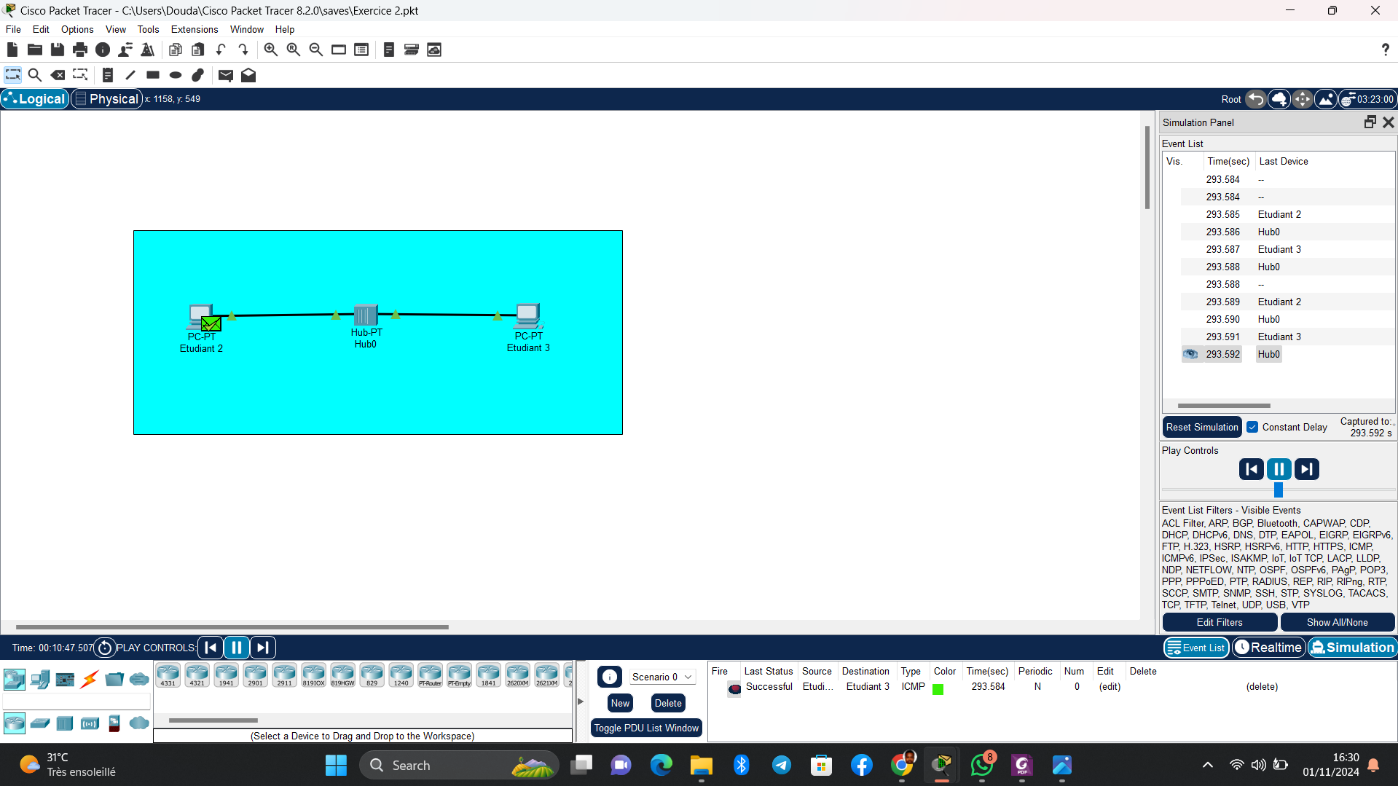 Cisco Packet Tracer - C:\Users\Douda\Cisco Packet Tracer 8.2.0\saves\Exercice 2.pkt
File Edit Options View Tools Extensions Window Help
?
Logical Physical x: 1158, y: 549 Root 03:23:00
Simulation Panel
Event List
Vis. Time(sec) Last Device
293.584 --
293.584 --
293.585 Etudiant 2
293.586 Hub0
293.587 Etudiant 3
293.588 Hub0
293.588 --
293.589 Etudiant 2
293.590 Hub0
293.591 Etudiant 3
293.592 Hub0
PC-PT
Etudiant 2
Hub-PT
Hub0
PC-PT
Etudiant 3
Reset Simulation Constant Delay Captured to:
293.592 s
Play Controls
Event List Filters - Visible Events
ACL Filter, ARP, BGP, Bluetooth, CAPWAP, CDP,
DHCP, DHCPv6, DNS, DTP, EAPOL, EIGRP, EIGRPv6,
FTP, H.323, HSRP, HSRPv6, HTTP, HTTPS, ICMP,
ICMPv6, IPSec, ISAKMP, IoT, IoT TCP, LACP, LLDP,
NDP, NETFLOW, NTP, OSPF, OSPFv6, PAgP, POP3,
PPP, PPPoED, PTP, RADIUS, REP, RIP, RIPng, RTP,
SCCP, SMTP, SNMP, SSH, STP, SYSLOG, TACACS,
TCP, TFTP, Telnet, UDP, USB, VTP
Edit Filters Show All/None
Time: 00:10:47.507 PLAY CONTROLS: Event List Realtime Simulation
4331 4321 1941 2901 2911 819IOX 819HGW 829 1240 PT-Router PT-Empty 1841 2620XM 2621XM
(Select a Device to Drag and Drop to the Workspace)
Scenario 0
New Delete
Toggle PDU List Window
Fire Last Status Source Destination Type Color Time(sec) Periodic Num Edit Delete
Successful Etudi... Etudiant 3 ICMP 293.584 N 0 (edit) (delete)
31°C
Très ensoleillé
Search
8
PDF
16:30
01/11/2024